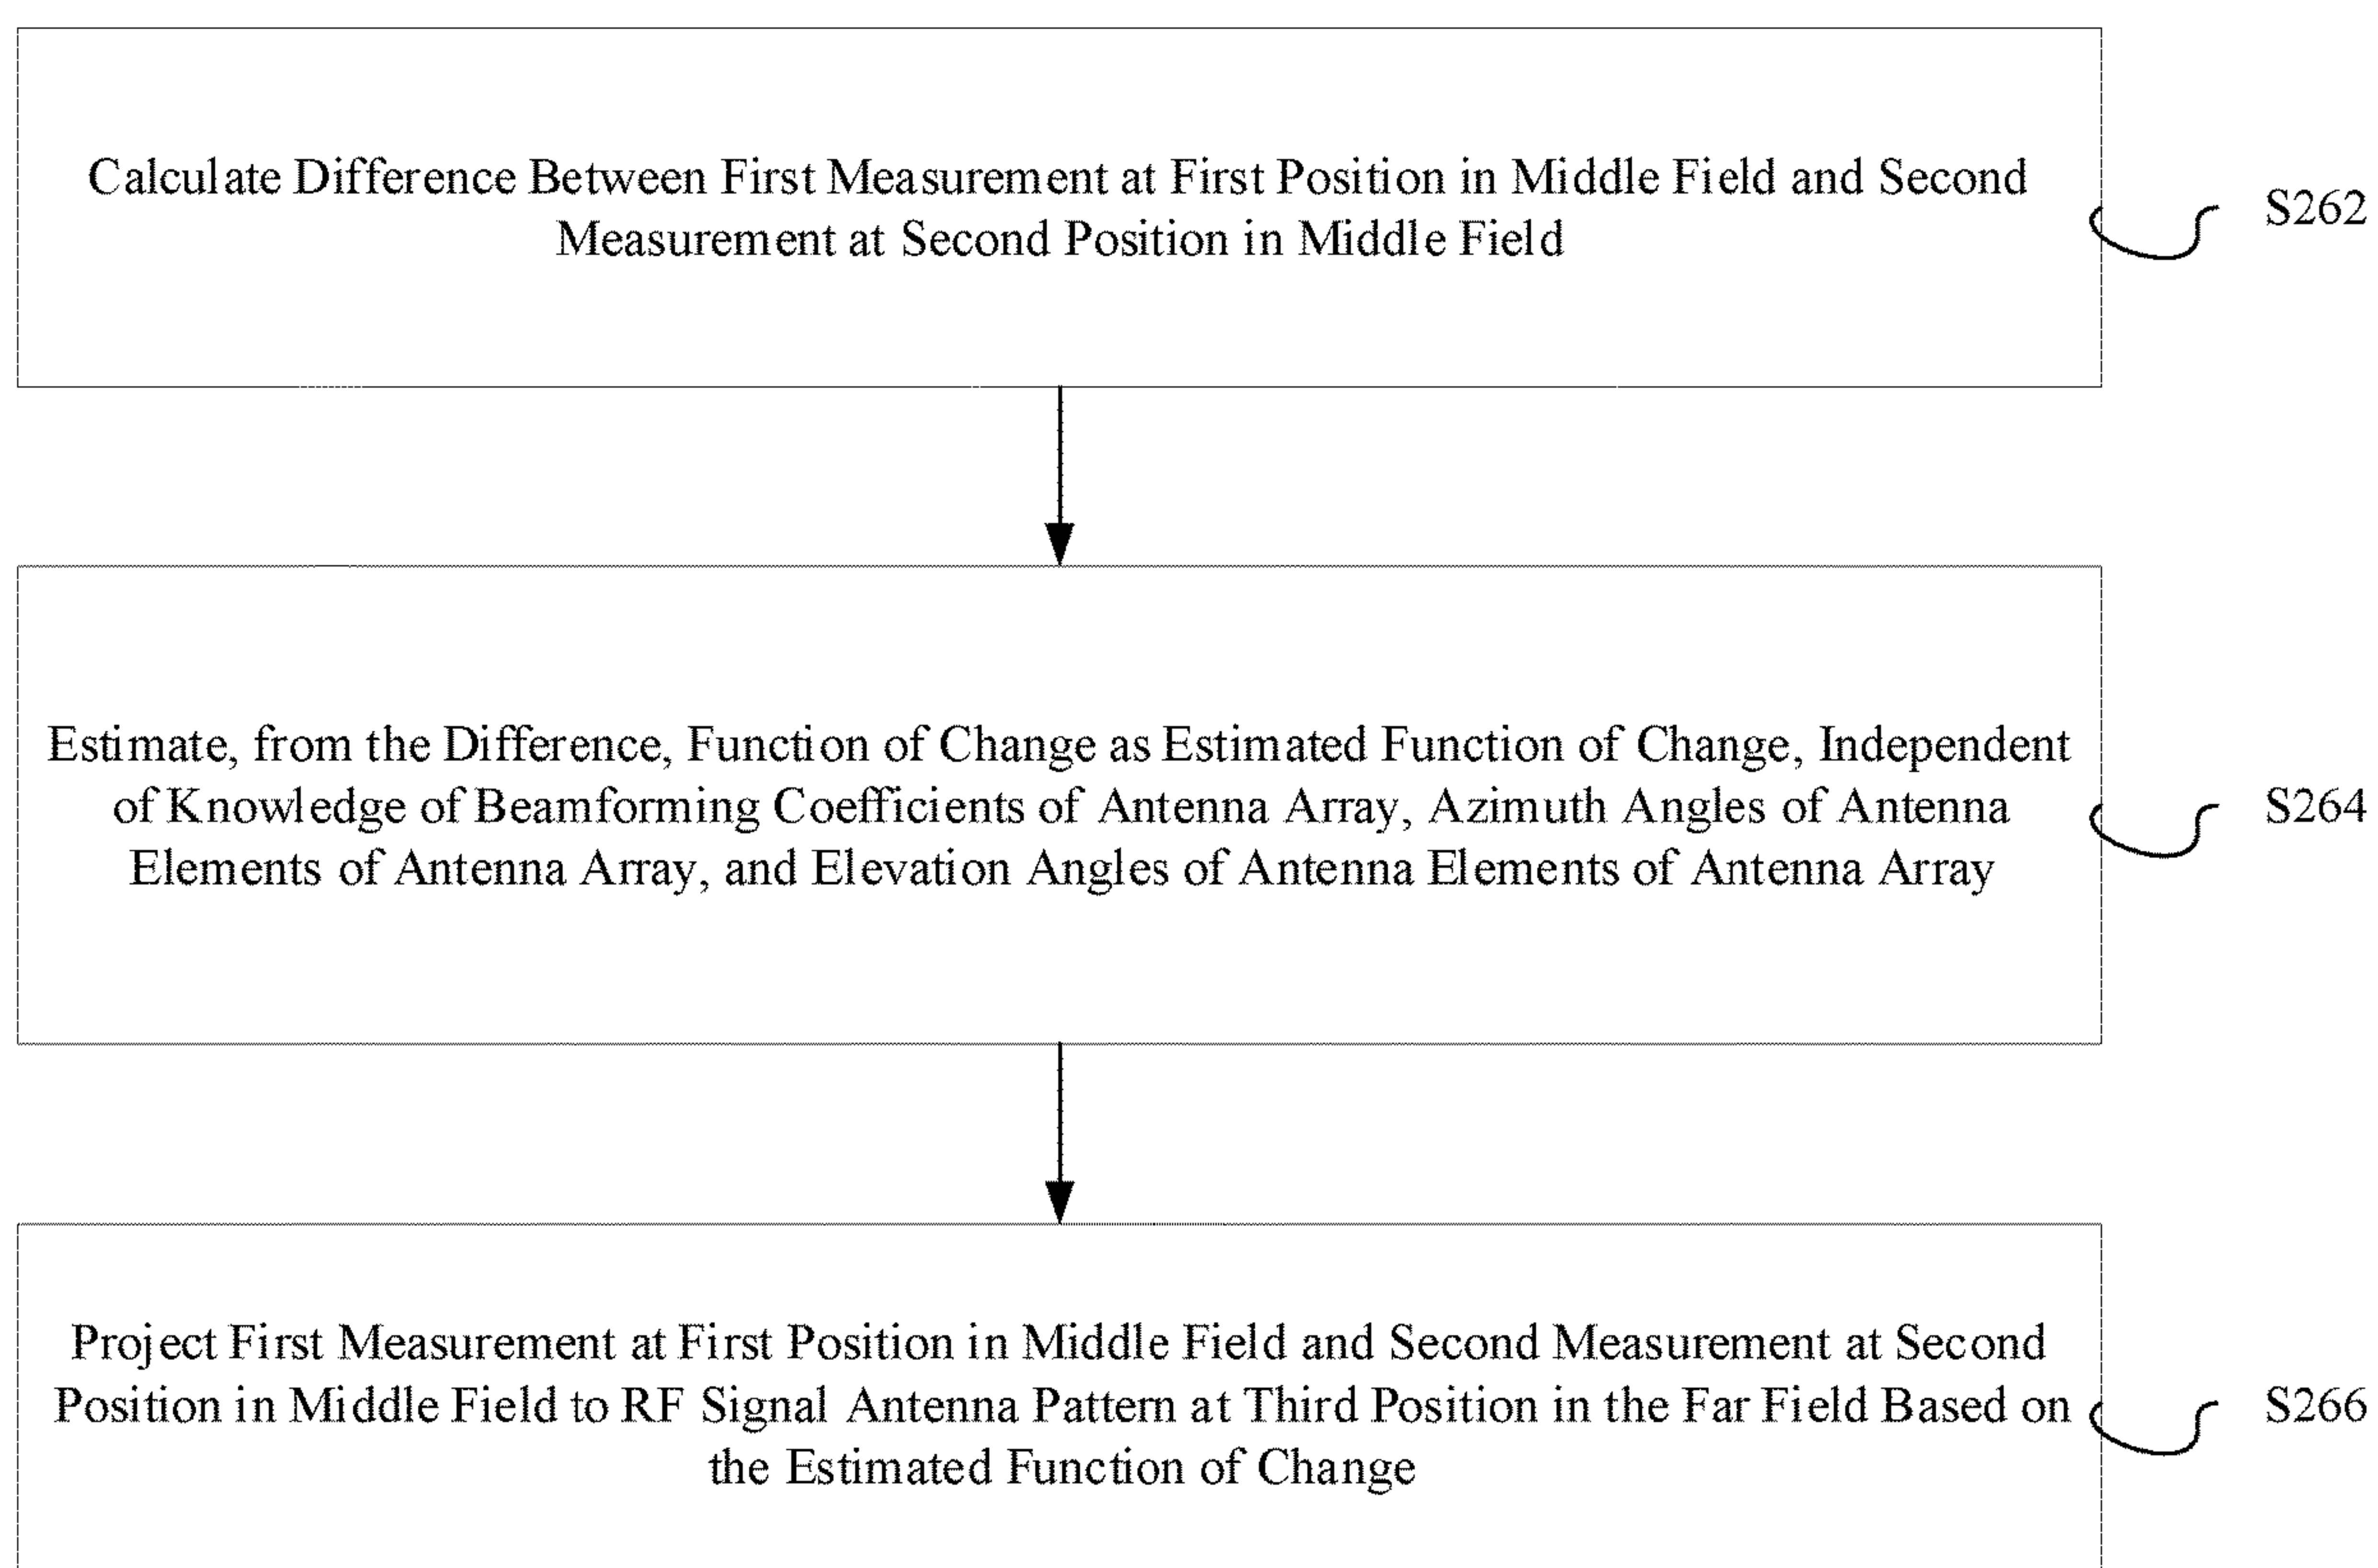 Calculate Difference Between First Measurement at First Position in Middle Field and Second
Measurement at Second Position in Middle Field
S262
Estimate, from the Difference, Function of Change as Estimated Function of Change, Independent
of Knowledge of Beamforming Coefficients of Antenna Array, Azimuth Angles of Antenna
Elements of Antenna Array, and Elevation Angles of Antenna Elements of Antenna Array
S264
Project First Measurement at First Position in Middle Field and Second Measurement at Second
Position in Middle Field to RF Signal Antenna Pattern at Third Position in the Far Field Based on
the Estimated Function of Change
S266